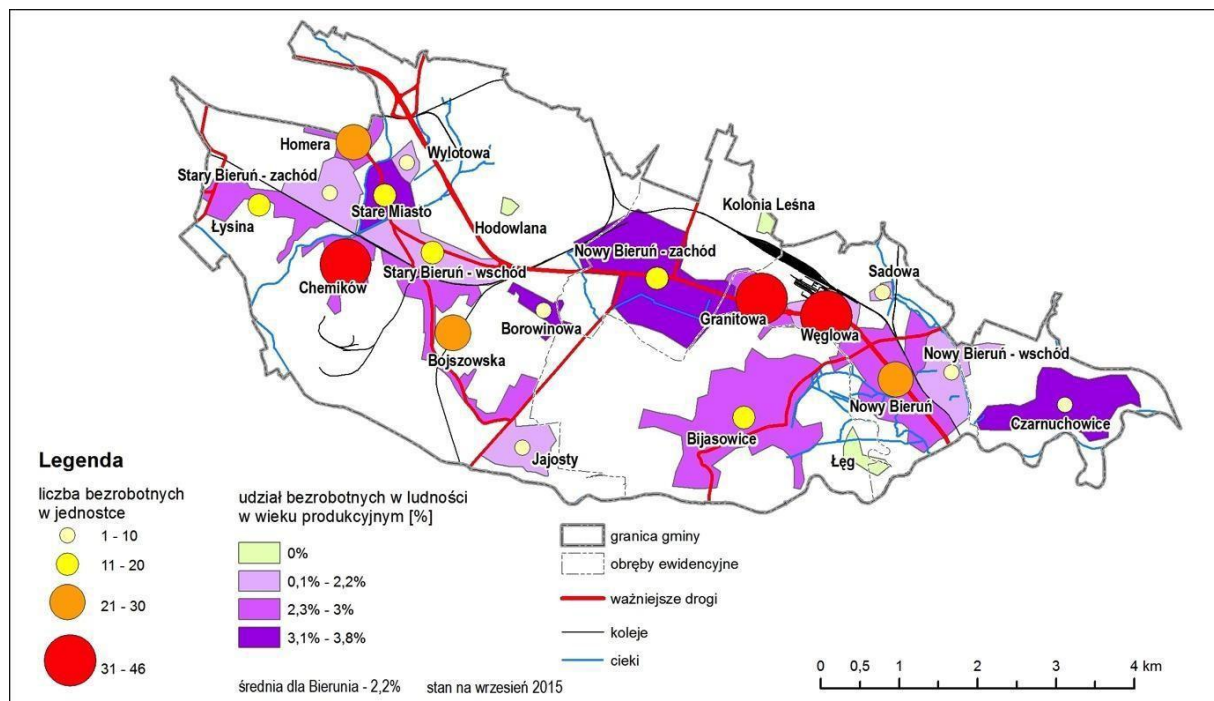 Homera
Wylotowa
Stary Bieruń - zachód
Stare Miasto
Łysina
Hodowlana
Kolonia Leśna
Stary Bieruń - wschód
Nowy Bieruń - zachód
Chemików
Sadowa
Borowinowa
Granitowa
Węglowa
Bojszowska
Nowy Bieruń - wschód
Nowy Bieruń
Czarnuchowice
Bijasowice
Jajosty
Łęg
Legenda
liczba bezrobotnych
w jednostce
1 - 10
11 - 20
21 - 30
31 - 46
udział bezrobotnych w ludności
w wieku produkcyjnym [%]
0%
0,1% - 2,2%
2,3% - 3%
3,1% - 3,8%
średnia dla Bierunia - 2,2% stan na wrzesień 2015
granica gminy
obręby ewidencyjne
ważniejsze drogi
koleje
cieki
0 0,5 1 2 3 4 km